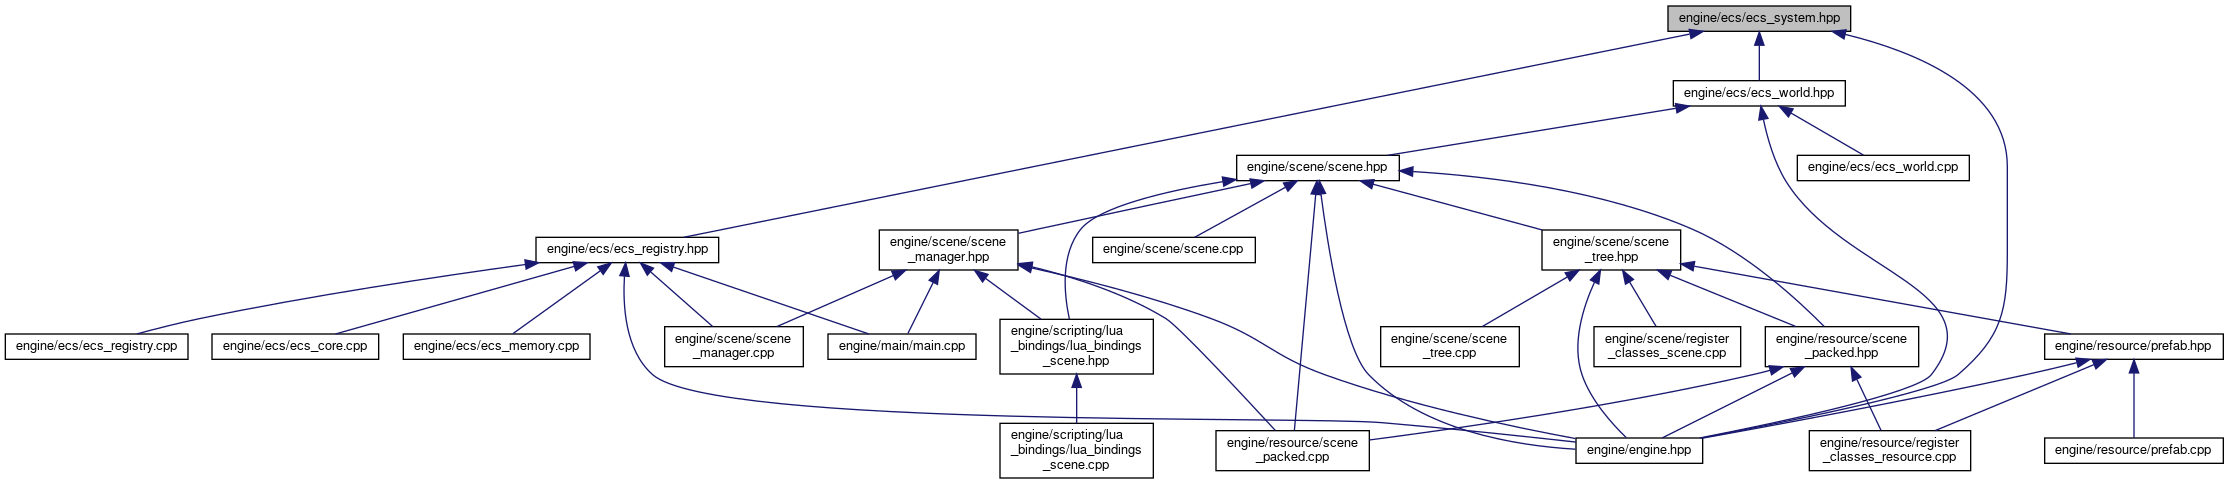 engine/ecs/ecs_system.hpp
engine/ecs/ecs_world.hpp
engine/scene/scene.hpp
engine/ecs/ecs_world.cpp
engine/ecs/ecs_registry.hpp
engine/scene/scene
_manager.hpp
engine/scene/scene.cpp
engine/scene/scene
_tree.hpp
engine/ecs/ecs_registry.cpp
engine/ecs/ecs_core.cpp
engine/ecs/ecs_memory.cpp
engine/scene/scene
_manager.cpp
engine/main/main.cpp
engine/scripting/lua
_bindings/lua_bindings
_scene.hpp
engine/scene/scene
_tree.cpp
engine/scene/register
_classes_scene.cpp
engine/resource/scene
_packed.hpp
engine/resource/prefab.hpp
engine/scripting/lua
_bindings/lua_bindings
_scene.cpp
engine/resource/scene
_packed.cpp
engine/engine.hpp
engine/resource/register
_classes_resource.cpp
engine/resource/prefab.cpp